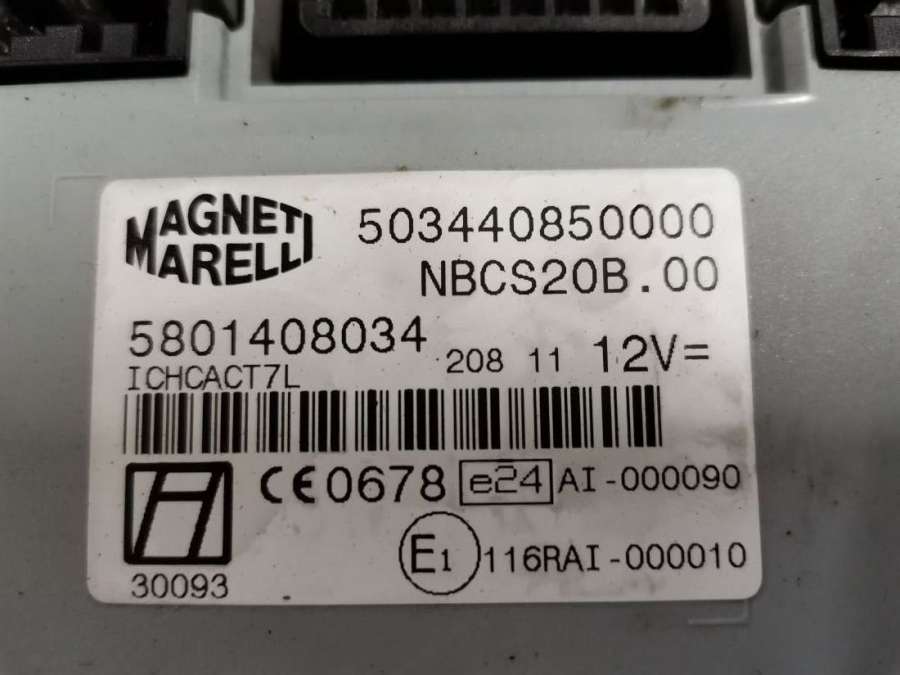 MAGNETI
MARELLI
503440850000
NBCS20B.00
5801408034
208 11 12V=
ICHCACT7L
CE0678 e24 AI-000090
E1 116RAI-000010
30093